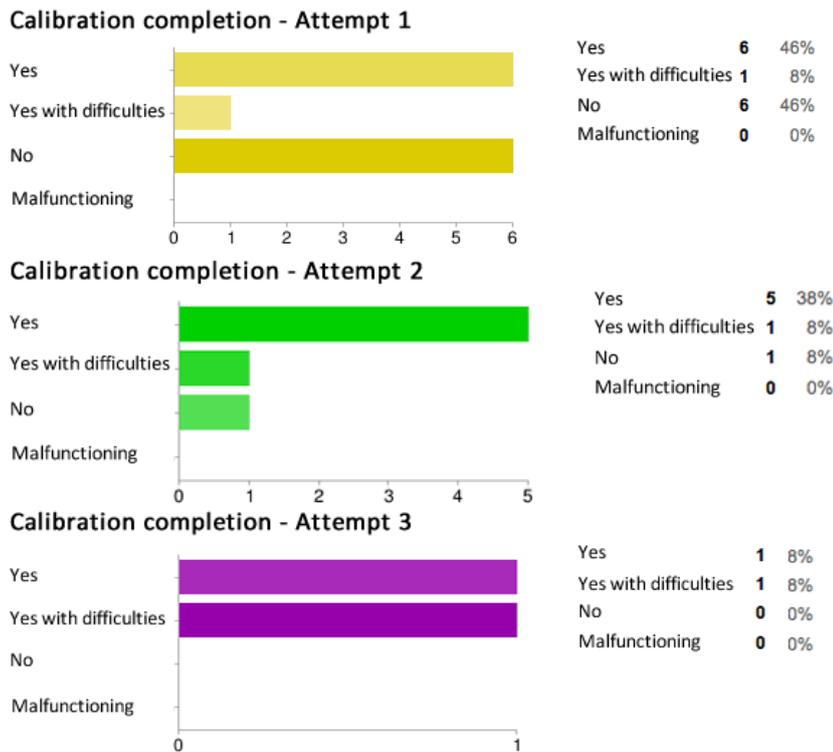 Calibration completion - Attempt 1
Yes 6 46%
Yes with difficulties 1 8%
No 6 46%
Malfunctioning 0 0%
Yes
Yes with difficulties
No
Malfunctioning
0 1 2 3 4 5 6
Calibration completion - Attempt 2
Yes 5 38%
Yes with difficulties 1 8%
No 1 8%
Malfunctioning 0 0%
Yes
Yes with difficulties
No
Malfunctioning
0 1 2 3 4 5
Calibration completion - Attempt 3
Yes 1 8%
Yes with difficulties 1 8%
No 0 0%
Malfunctioning 0 0%
Yes
Yes with difficulties
No
Malfunctioning
0 1